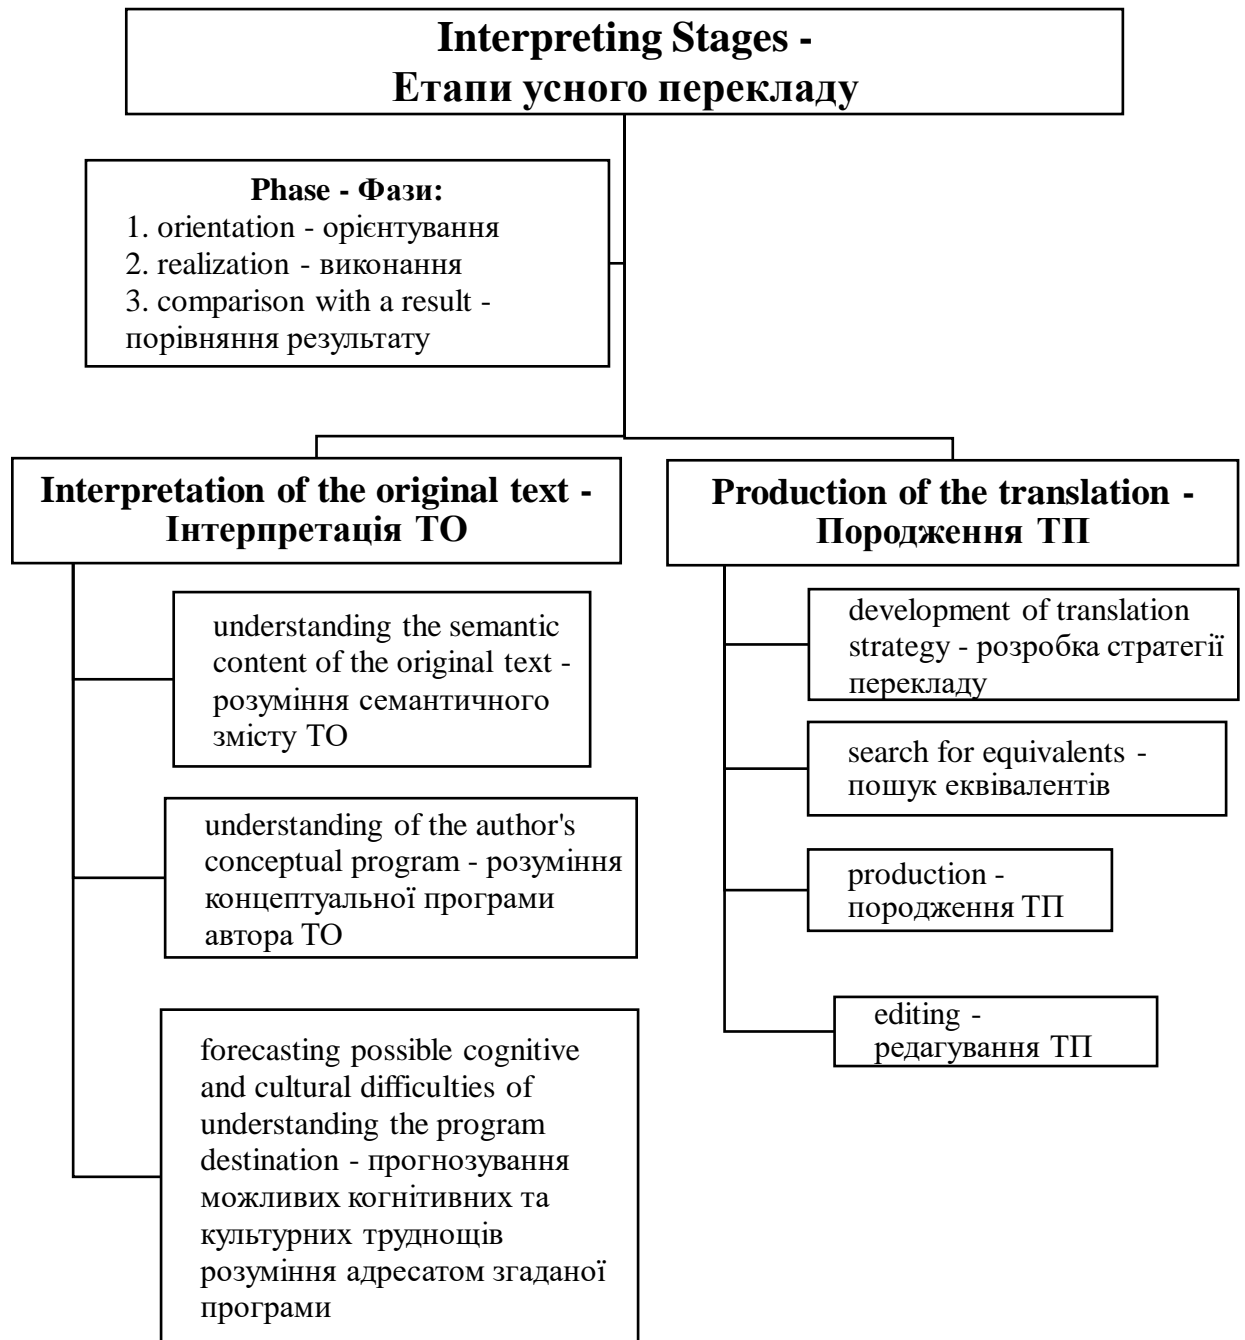 Interpreting Stages -
Етапи усного перекладу
Phase - Фази:
1. orientation - орієнтування
2. realization - виконання
3. comparison with a result -
порівняння результату
Interpretation of the original text -
Інтерпретація ТО
understanding the semantic
content of the original text -
розуміння семантичного
змісту ТО
understanding of the author's
conceptual program - розуміння
концептуальної програми
автора ТО
forecasting possible cognitive
and cultural difficulties of
understanding the program
destination - прогнозування
можливих когнітивних та
культурних труднощів
розуміння адресатом згаданої
програми
Production of the translation -
Породження ТП
development of translation
strategy - розробка стратегії
перекладу
search for equivalents -
пошук еквівалентів
production -
породження ТП
editing -
редагування ТП